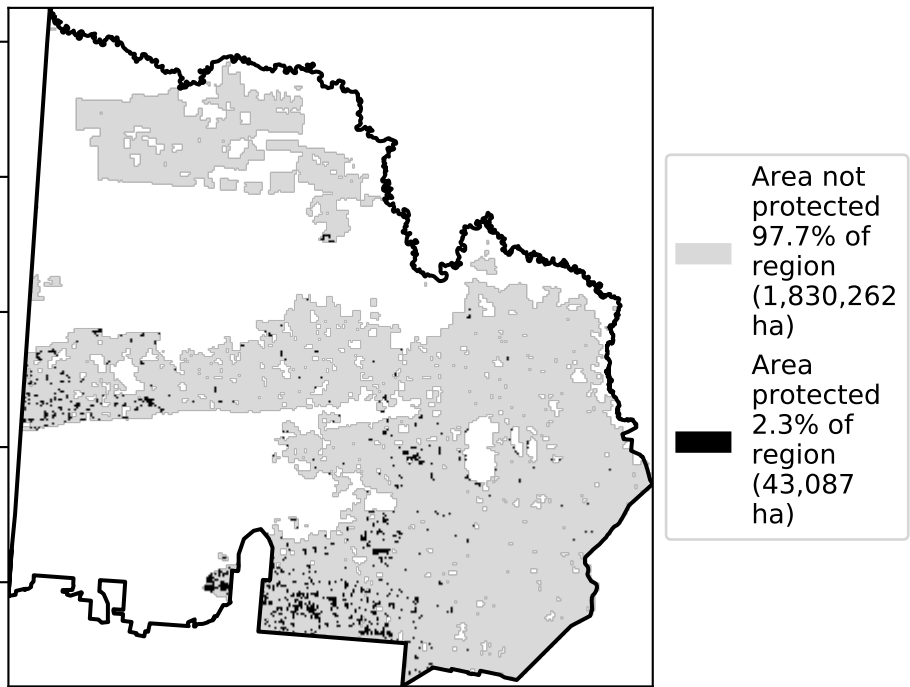 Area not
protected
97.7% of
region
(1,830,262
ha)
Area
protected
2.3% of
region
(43,087
ha)